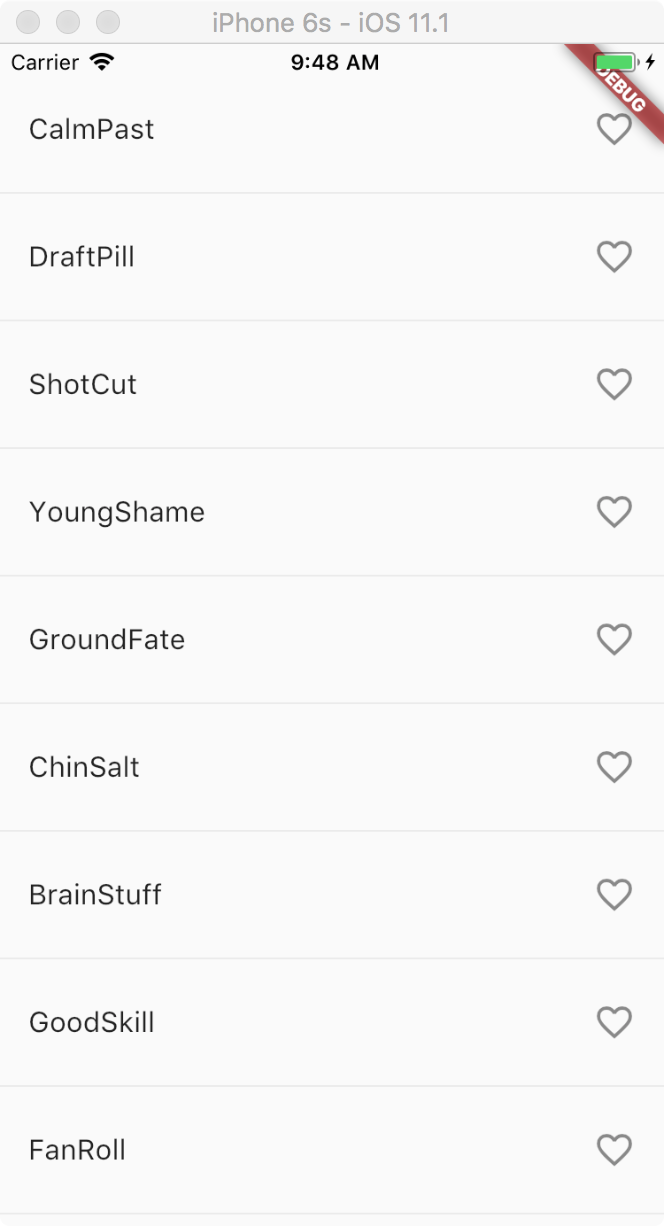 iPhone 6s - iOS 11.1
Carrier 9:48 AM
DEBUG
CalmPast
DraftPill
ShotCut
YoungShame
GroundFate
ChinSalt
BrainStuff
GoodSkill
FanRoll